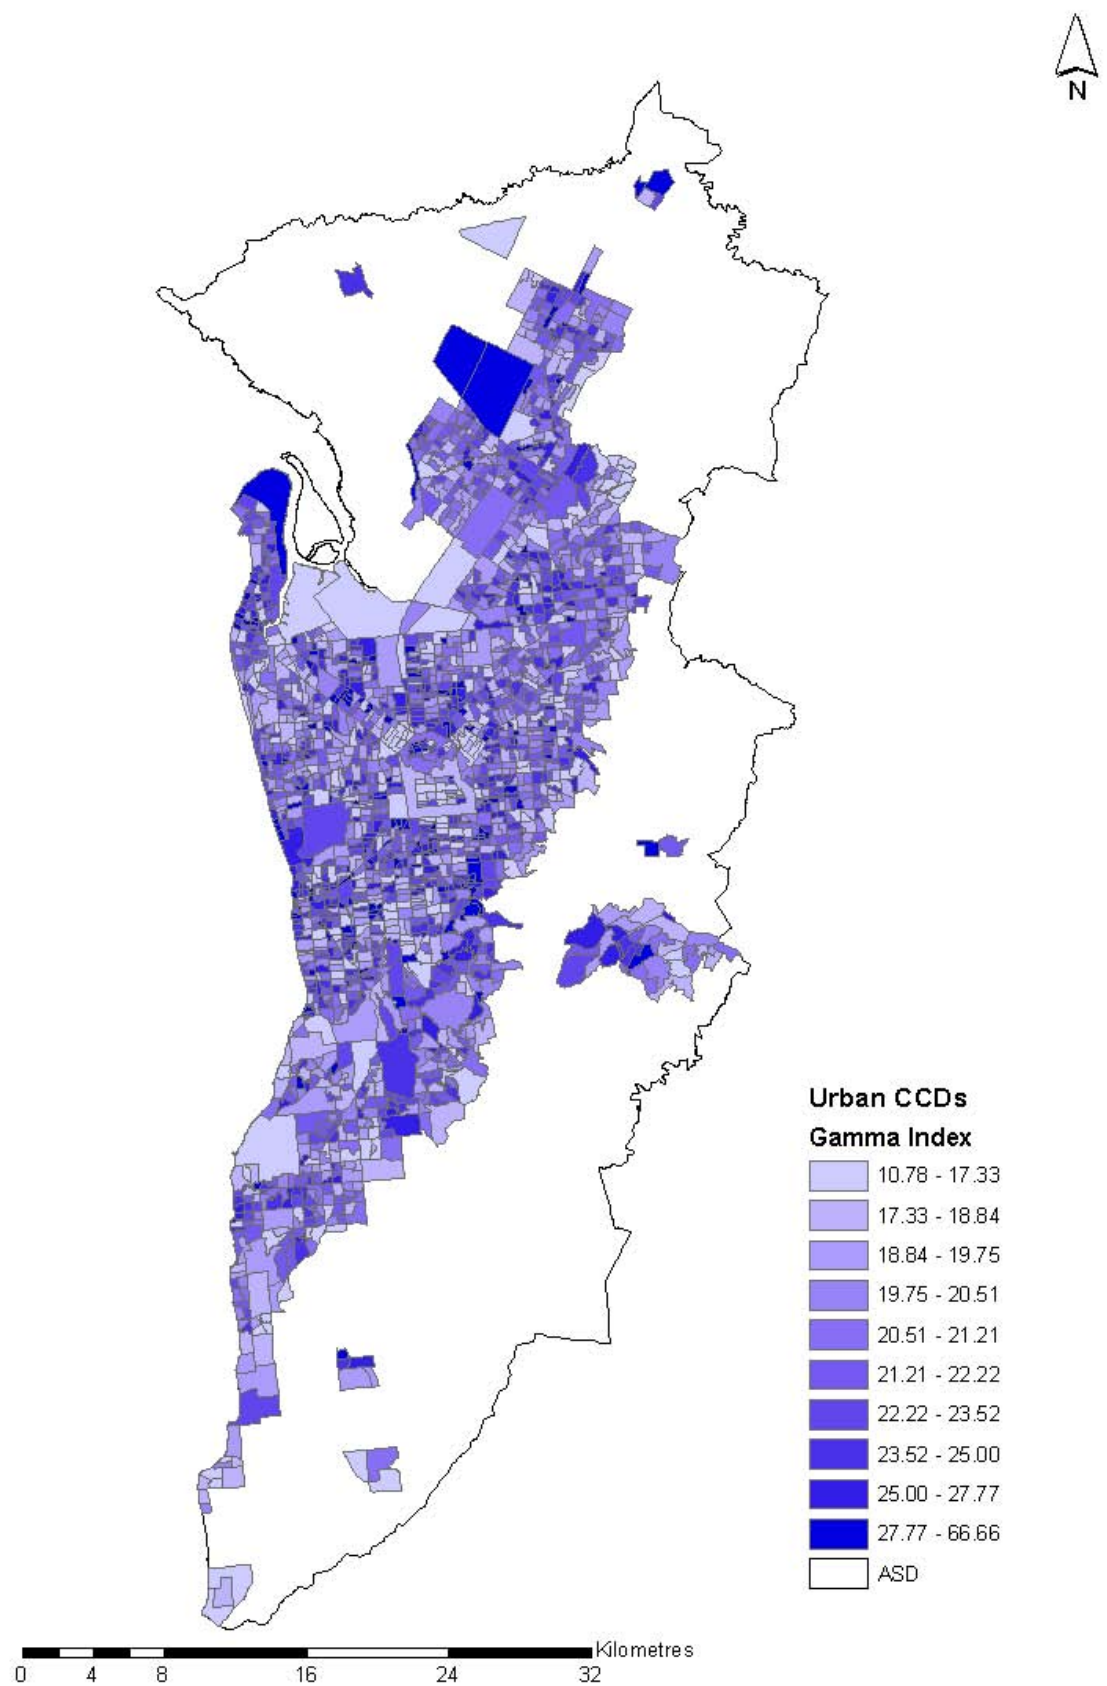 N
Urban CCDs
Gamma Index
10.78 - 17.33
17.33 - 18.84
18.84 - 19.75
19.75 - 20.51
20.51 - 21.21
21.21 - 22.22
22.22 - 23.52
23.52 - 25.00
25.00 - 27.77
27.77 - 66.66
ASD
Kilometres
0 4 8 16 24 32